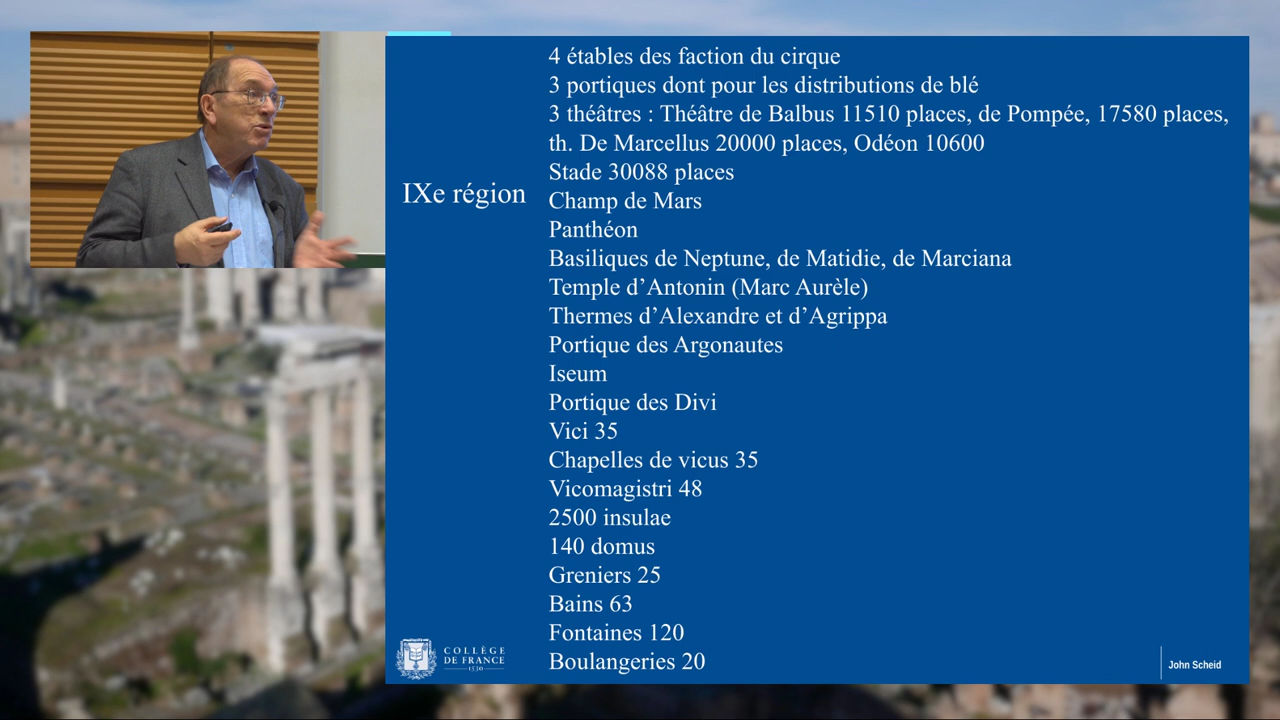 IXe région
4 étables des faction du cirque
3 portiques dont pour les distributions de blé
3 théâtres : Théâtre de Balbus 11510 places, de Pompée, 17580 places,
th. De Marcellus 20000 places, Odéon 10600
Stade 30088 places
Champ de Mars
Panthéon
Basiliques de Neptune, de Matidie, de Marciana
Temple d’Antonin (Marc Aurèle)
Thermes d’Alexandre et d’Agrippa
Portique des Argonautes
Iseum
Portique des Divi
Vici 35
Chapelles de vicus 35
Vicomagistri 48
2500 insulae
140 domus
Greniers 25
Bains 63
Fontaines 120
Boulangeries 20
COLLÈGE
DE FRANCE
1530
John Scheid